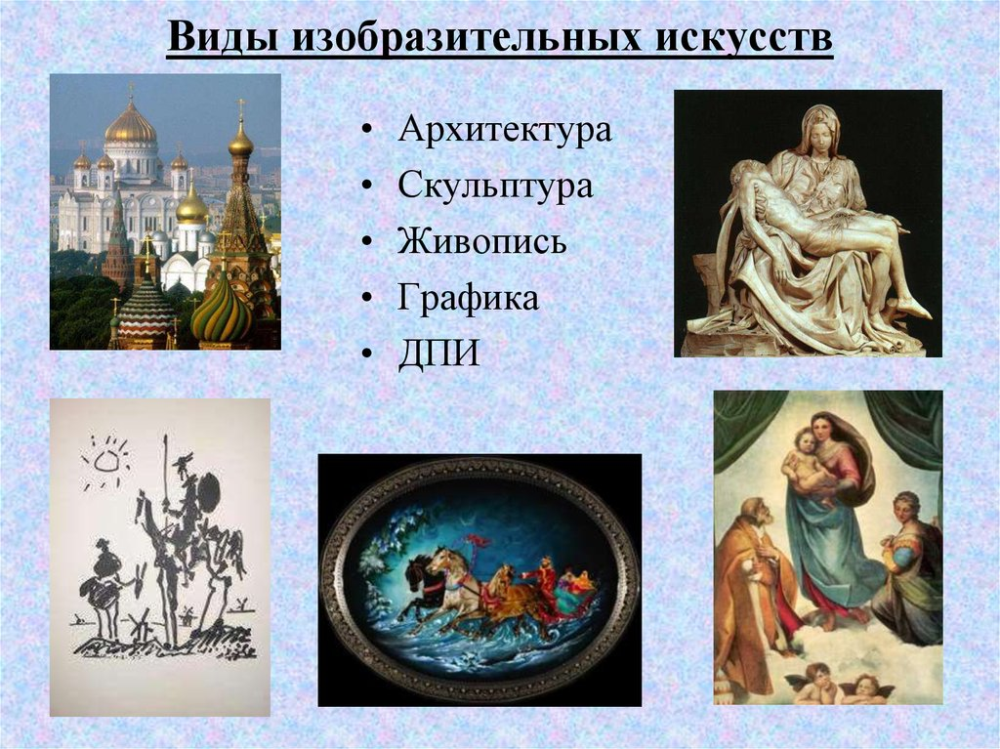 Виды изобразительных искусств
• Архитектура
• Скульптура
• Живопись
• Графика
• ДПИ